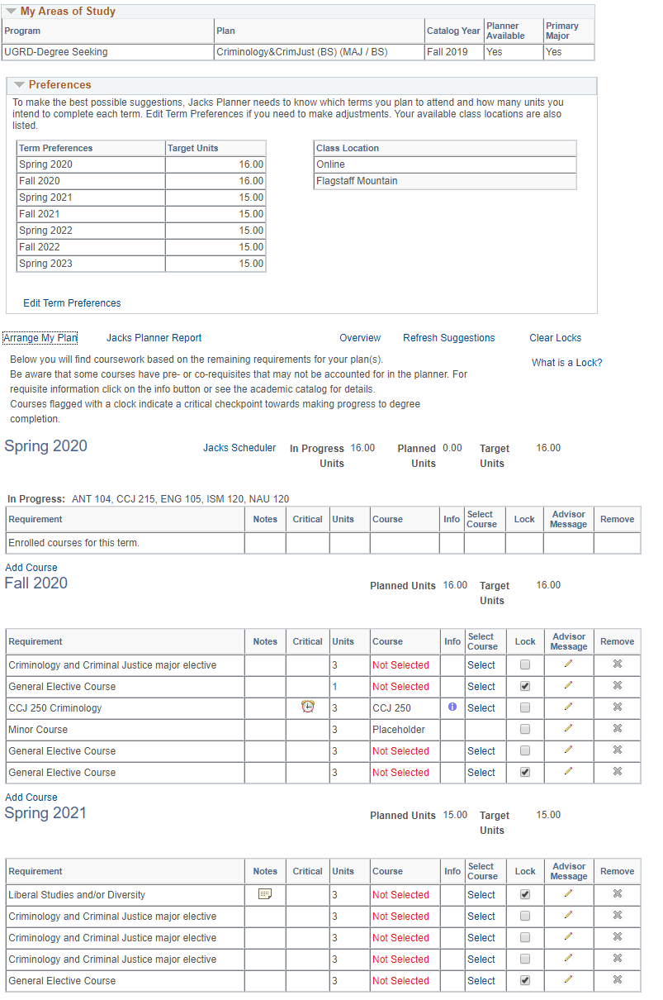 My Areas of Study
Program Plan Catalog Year Planner Available Primary Major
UGRD-Degree Seeking Criminology&CrimJust (BS) (MAJ / BS) Fall 2019 Yes Yes
Preferences
To make the best possible suggestions, Jacks Planner needs to know which terms you plan to attend and how many units you
intend to complete each term. Edit Term Preferences if you need to make adjustments. Your available class locations are also
listed.
Term Preferences Target Units
Spring 2020 16.00
Fall 2020 16.00
Spring 2021 15.00
Fall 2021 15.00
Spring 2022 15.00
Fall 2022 15.00
Spring 2023 15.00
Class Location
Online
Flagstaff Mountain
Edit Term Preferences
Arrange My Plan Jacks Planner Report Overview Refresh Suggestions Clear Locks
What is a Lock?
Below you will find coursework based on the remaining requirements for your plan(s).
Be aware that some courses have pre- or co-requisites that may not be accounted for in the planner. For
requisite information click on the info button or see the academic catalog for details.
Courses flagged with a clock indicate a critical checkpoint towards making progress to degree
completion.
Spring 2020 Jacks Scheduler In Progress Units 16.00 Planned Units 0.00 Target Units 16.00
In Progress: ANT 104, CCJ 215, ENG 105, ISM 120, NAU 120
Requirement Notes Critical Units Course Info Select Course Lock Advisor Message Remove
Enrolled courses for this term.
Add Course
Fall 2020 Planned Units 16.00 Target Units 16.00
Requirement Notes Critical Units Course Info Select Course Lock Advisor Message Remove
Criminology and Criminal Justice major elective 3 Not Selected Select
General Elective Course 1 Not Selected Select
CCJ 250 Criminology 3 CCJ 250 Select
Minor Course 3 Placeholder
General Elective Course 3 Not Selected Select
General Elective Course 3 Not Selected Select
Add Course
Spring 2021 Planned Units 15.00 Target Units 15.00
Requirement Notes Critical Units Course Info Select Course Lock Advisor Message Remove
Liberal Studies and/or Diversity 3 Not Selected Select
Criminology and Criminal Justice major elective 3 Not Selected Select
Criminology and Criminal Justice major elective 3 Not Selected Select
Criminology and Criminal Justice major elective 3 Not Selected Select
General Elective Course 3 Not Selected Select